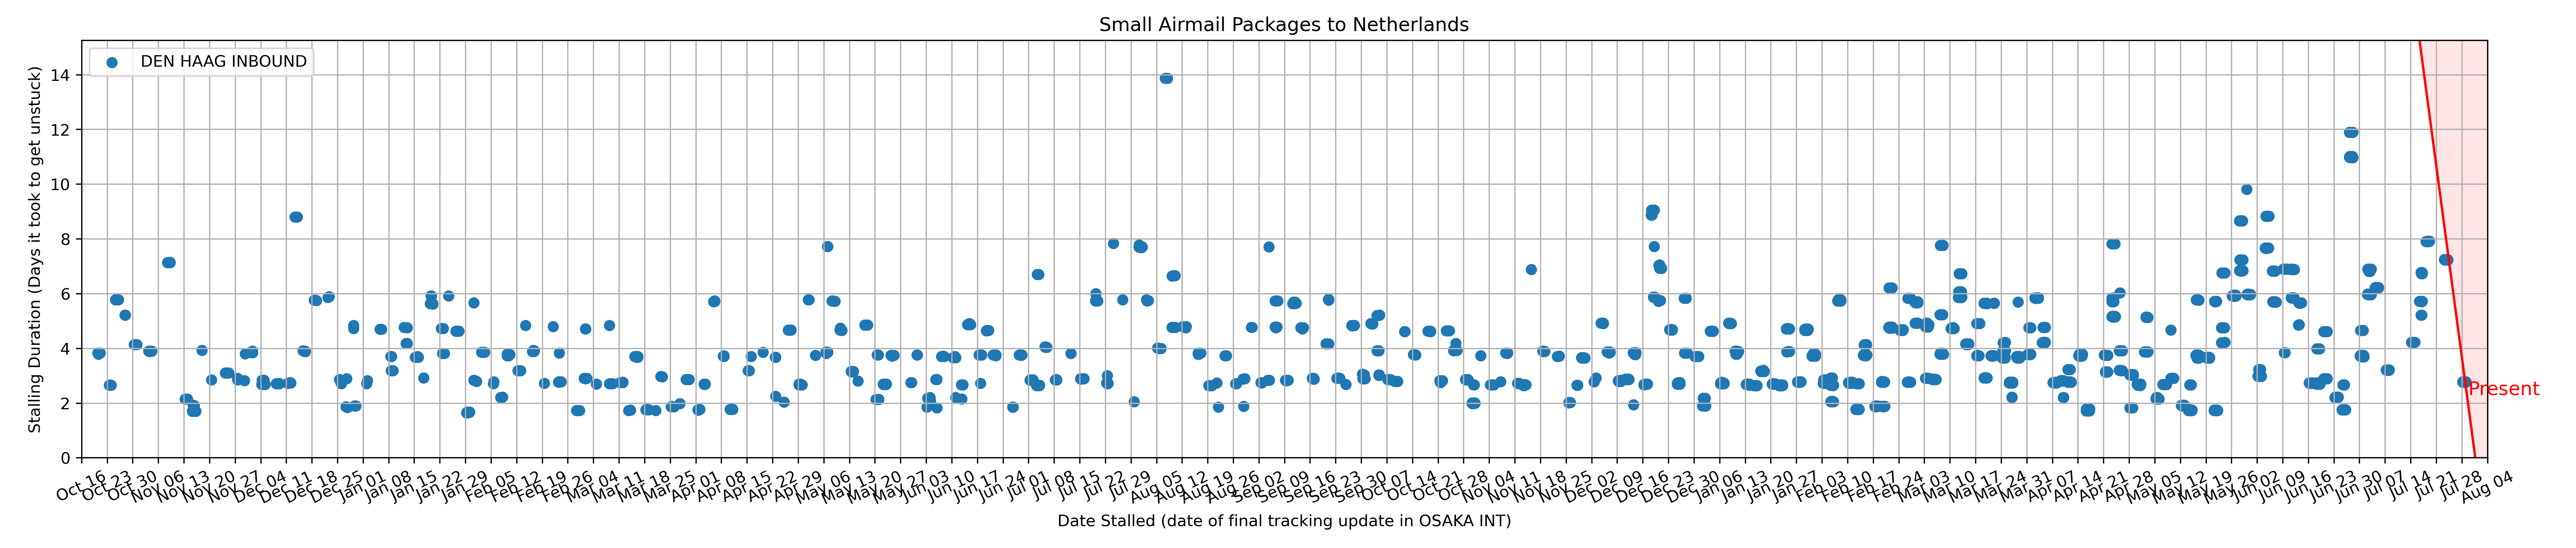 Small Airmail Packages to Netherlands
DEN HAAG INBOUND
Stalling Duration (Days it took to get unstuck)
14
12
10
8
6
4
2
0
Present
Oct 16 Oct 23 Oct 30 Nov 06 Nov 13 Nov 20 Nov 27 Dec 04 Dec 11 Dec 18 Dec 25 Jan 01 Jan 08 Jan 15 Jan 22 Jan 29 Feb 05 Feb 12 Feb 19 Feb 26 Mar 04 Mar 11 Mar 18 Mar 25 Apr 01 Apr 08 Apr 15 Apr 22 Apr 29 May 06 May 13 May 20 May 27 Jun 03 Jun 10 Jun 17 Jun 24 Jul 01 Jul 08 Jul 15 Jul 22 Jul 29 Aug 05 Aug 12 Aug 19 Aug 26 Sep 02 Sep 09 Sep 16 Sep 23 Sep 30 Oct 07 Oct 14 Oct 21 Oct 28 Nov 04 Nov 11 Nov 18 Nov 25 Dec 02 Dec 09 Dec 16 Dec 23 Dec 30 Jan 06 Jan 13 Jan 20 Jan 27 Feb 03 Feb 10 Feb 17 Feb 24 Mar 03 Mar 10 Mar 17 Mar 24 Mar 31 Apr 07 Apr 14 Apr 21 Apr 28 May 05 May 12 May 19 May 26 Jun 02 Jun 09 Jun 16 Jun 23 Jun 30 Jul 07 Jul 14 Jul 21 Jul 28 Aug 04
Date Stalled (date of final tracking update in OSAKA INT)